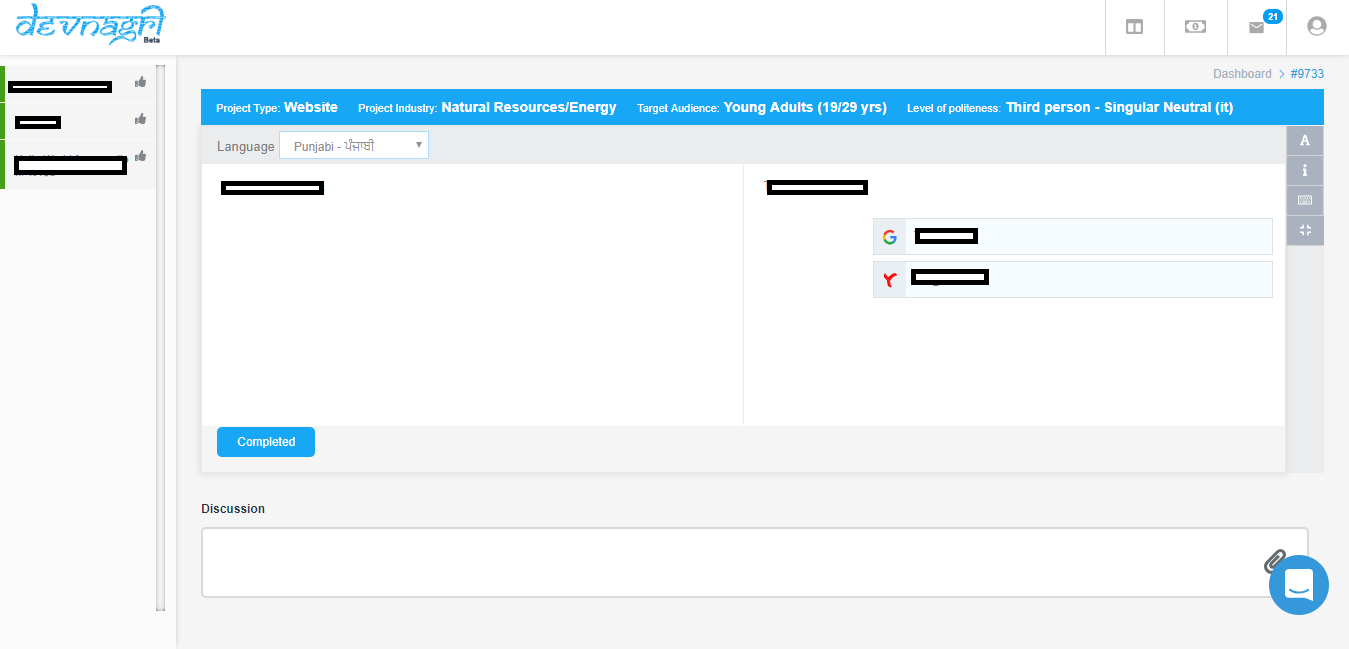 devnagri
Beta
21
Dashboard > #9733
Project Type: Website Project Industry: Natural Resources/Energy Target Audience: Young Adults (19/29 yrs) Level of politeness: Third person - Singular Neutral (it)
Language Punjabi - ਪੰਜਾਬੀ
A
i
Completed
Discussion